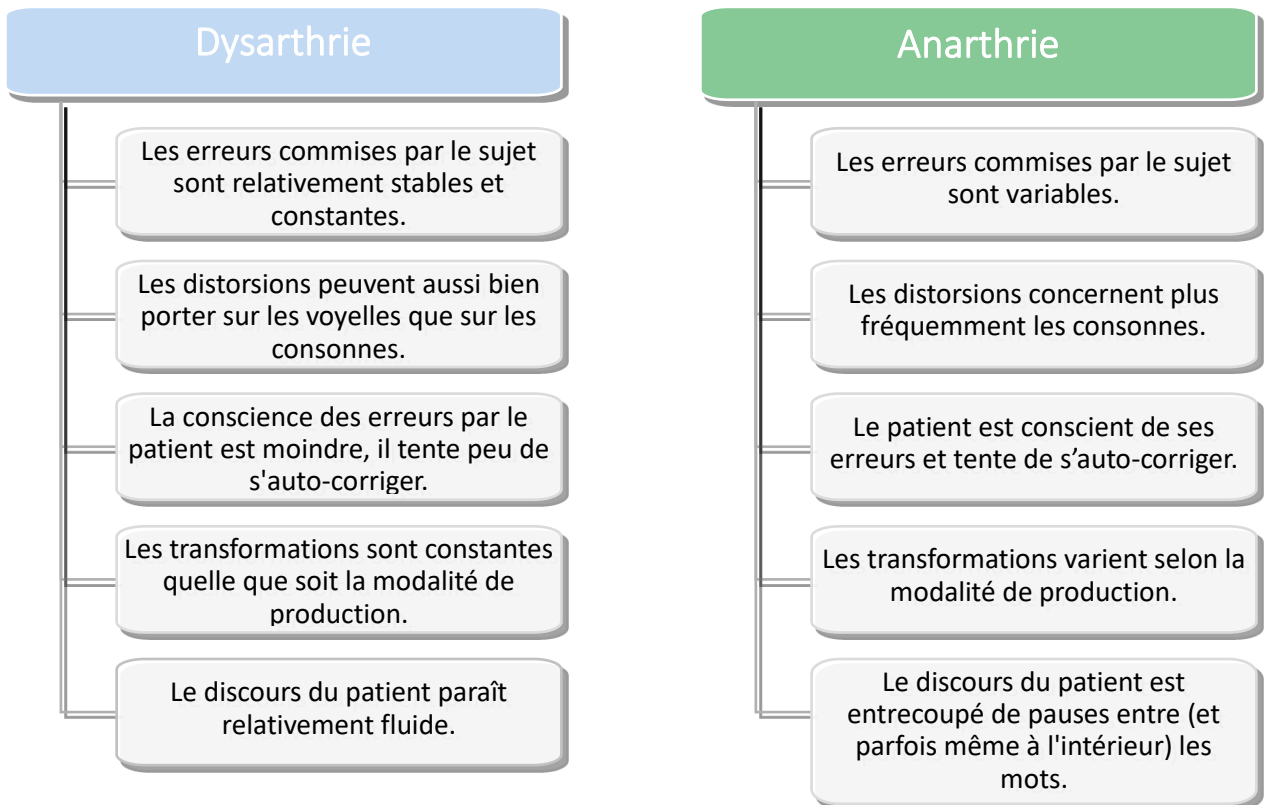 Dysarthrie
Les erreurs commises par le sujet
sont relativement stables et
constantes.
Les distorsions peuvent aussi bien
porter sur les voyelles que sur les
consonnes.
La conscience des erreurs par le
patient est moindre, il tente peu de
s'auto-corriger.
Les transformations sont constantes
quelle que soit la modalité de
production.
Le discours du patient paraît
relativement fluide.
Anarthrie
Les erreurs commises par le sujet
sont variables.
Les distorsions concernent plus
fréquemment les consonnes.
Le patient est conscient de ses
erreurs et tente de s’auto-corriger.
Les transformations varient selon la
modalité de production.
Le discours du patient est
entrecoupé de pauses entre (et
parfois même à l'intérieur) les
mots.